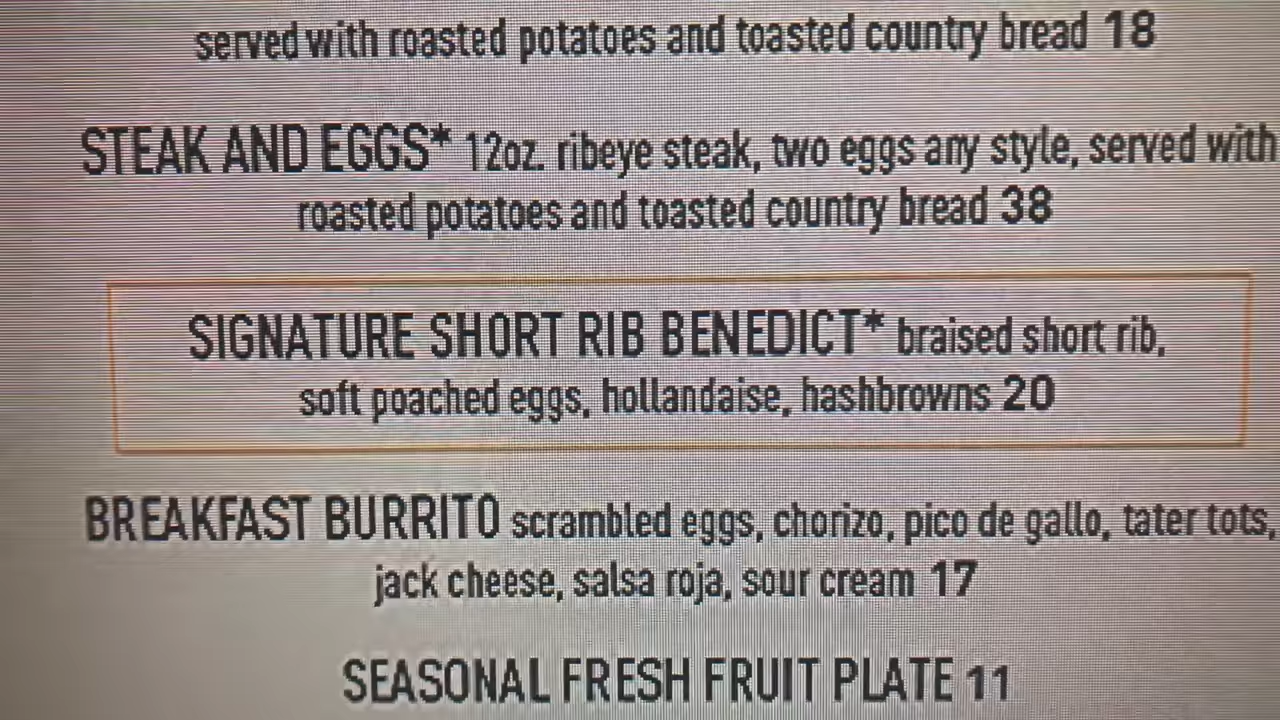 served with roasted potatoes and toasted country bread 18
STEAK AND EGGS* 12oz. ribeye steak, two eggs any style, served with
roasted potatoes and toasted country bread 38
SIGNATURE SHORT RIB BENEDICT* braised short rib,
soft poached eggs, hollandaise, hashbrowns 20
BREAKFAST BURRITO scrambled eggs, chorizo, pico de gallo, tater tots,
jack cheese, salsa roja, sour cream 17
SEASONAL FRESH FRUIT PLATE 11